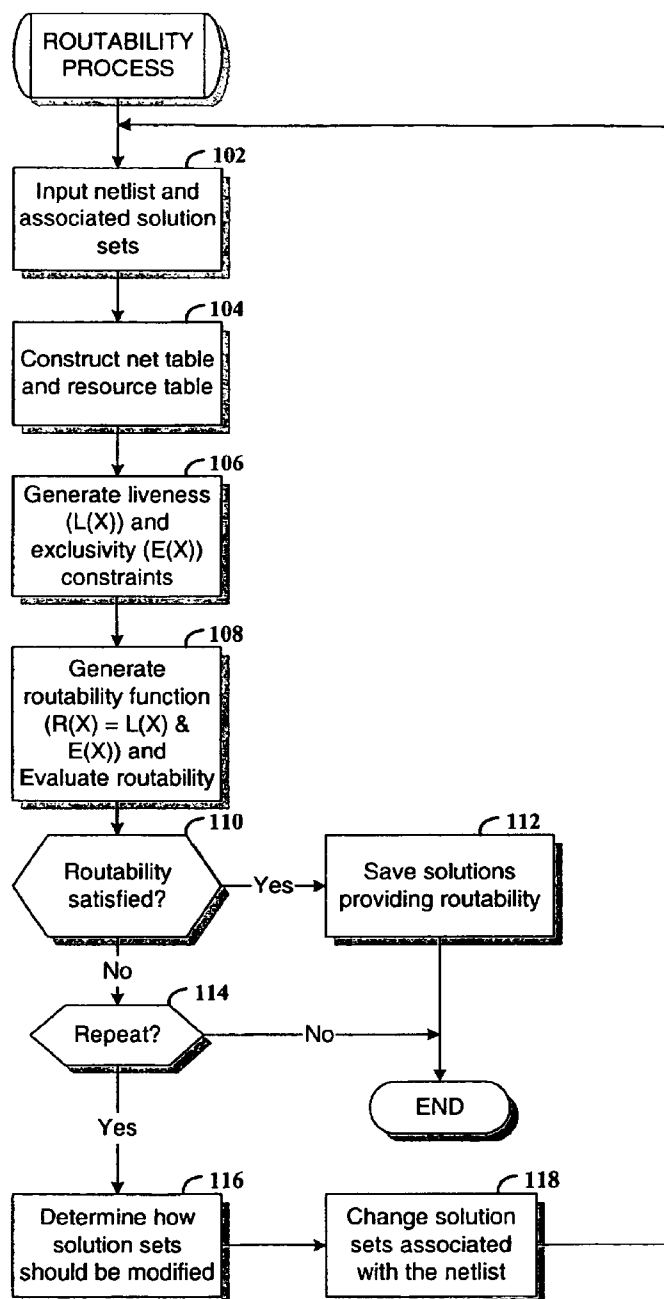 ROUTABILITY
PROCESS
102
Input netlist and
associated solution
sets
104
Construct net table
and resource table
106
Generate liveness
(L(X)) and
exclusivity (E(X))
constraints
108
Generate
routability function
(R(X) = L(X) &
E(X)) and
Evaluate routability
110
Routability
satisfied?
Yes
112
Save solutions
providing routability
No
114
Repeat?
No
END
Yes
116
Determine how
solution sets
should be modified
118
Change solution
sets associated
with the netlist